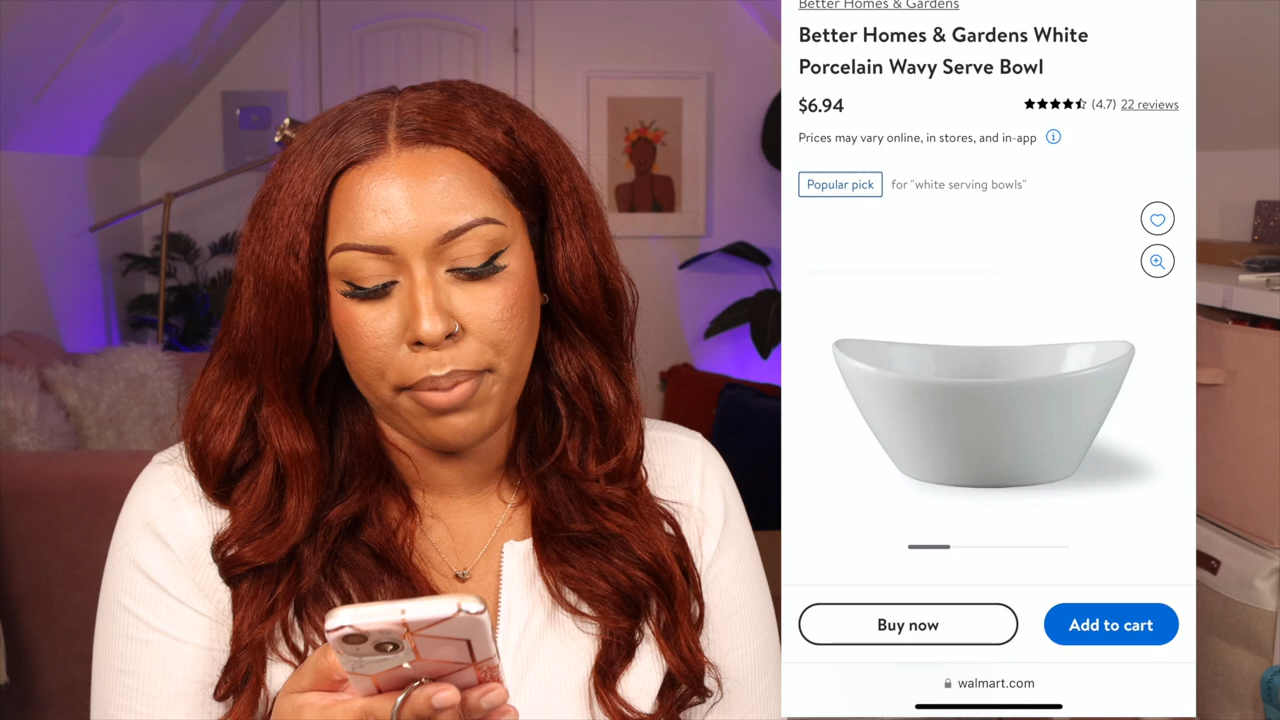 Better Homes & Gardens
Better Homes & Gardens White
Porcelain Wavy Serve Bowl
$6.94
(4.7) 22 reviews
Prices may vary online, in stores, and in-app
Popular pick for "white serving bowls"
Buy now
Add to cart
walmart.com